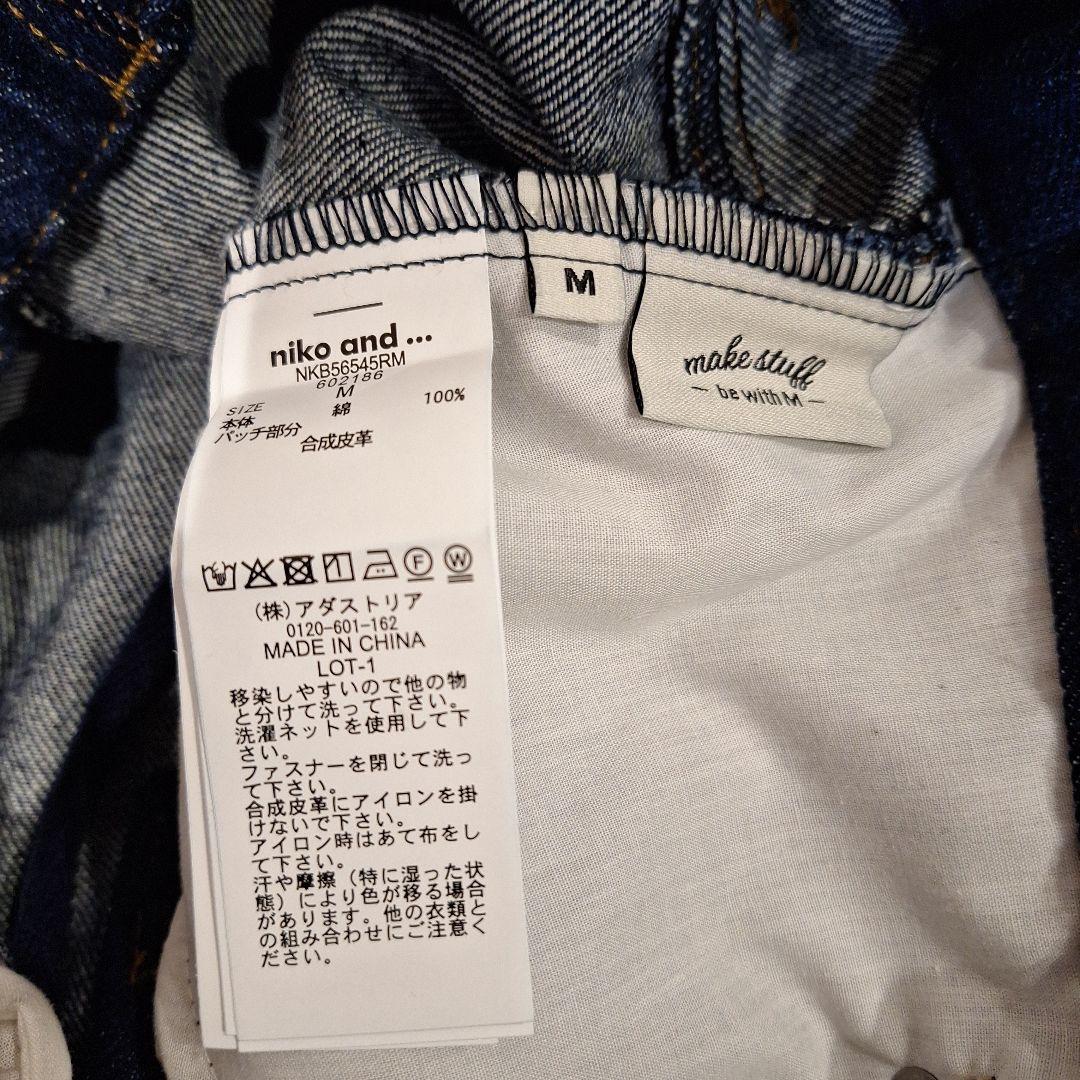 niko and ...
NKB56545RM
602186
SIZE M
本体 綿 100%
パッチ部分 合成皮革
F W
(株)アダストリア
0120-601-162
MADE IN CHINA
LOT-1
移染しやすいので他の物
と分けて洗って下さい。
洗濯ネットを使用して下
さい。
ファスナーを閉じて洗っ
て下さい。
合成皮革にアイロンを掛
けないで下さい。
アイロン時はあて布をし
て下さい。
汗や摩擦（特に湿った状
態）により色が移る場合
があります。他の衣類と
の組み合わせにご注意く
ださい。
M
make stuff
— be with M —